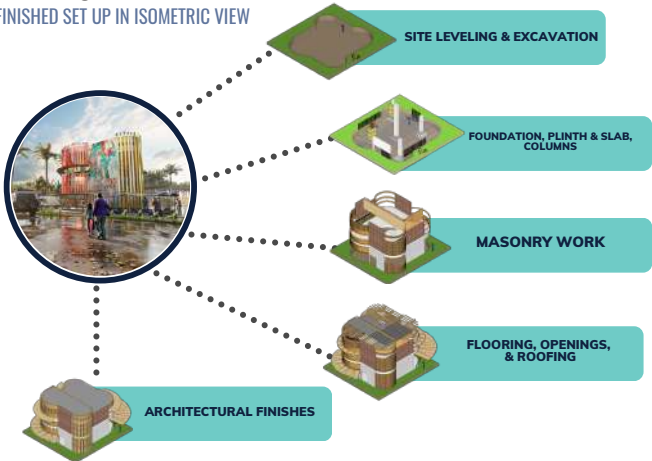 FINISHED SET UP IN ISOMETRIC VIEW
SITE LEVELING & EXCAVATION
FOUNDATION, PLINTH & SLAB,
COLUMNS
MASONRY WORK
FLOORING, OPENINGS,
& ROOFING
ARCHITECTURAL FINISHES